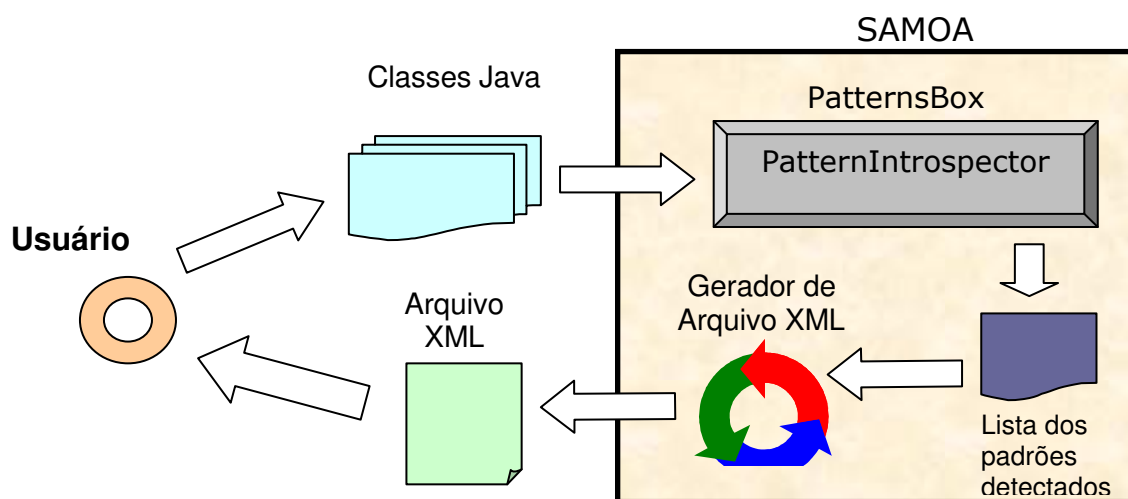 SAMOA
Classes Java
PatternsBox
PatternIntrospector
Usuário
Arquivo
XML
Gerador de
Arquivo XML
Lista dos
padrões
detectados